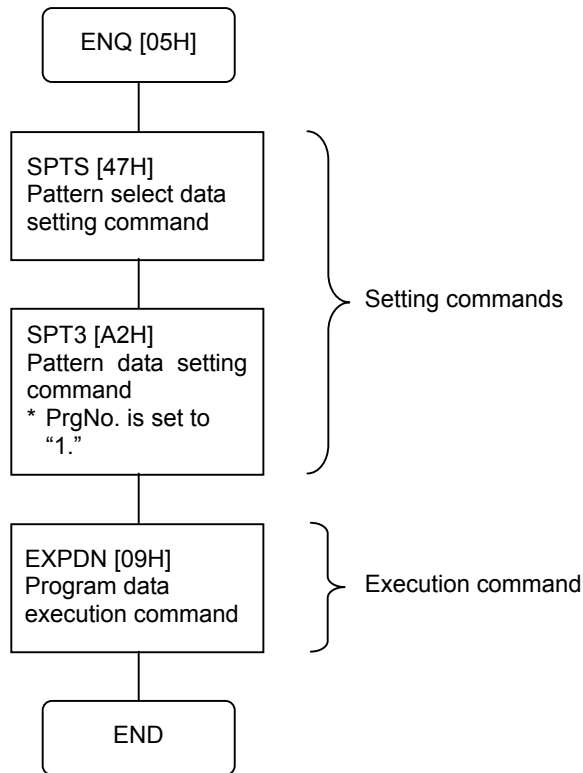 ENQ [05H]
SPTS [47H]
Pattern select data
setting command
Setting commands
SPT3 [A2H]
Pattern data setting
command
* PrgNo. is set to
“1.”
EXPDN [09H]
Program data
execution command
Execution command
END